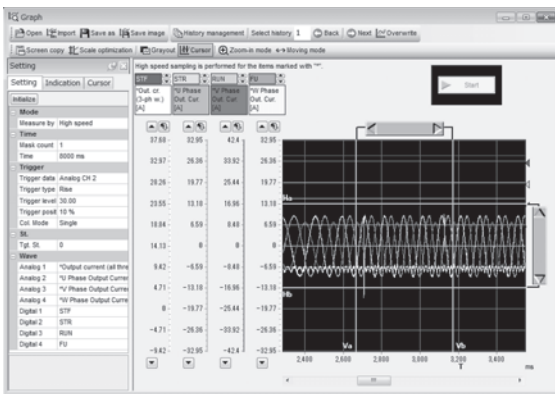 Graph
Open Import Save as Save image History management Select history 1 Back Next Overwrite
Screen copy Scale optimization Grayout Cursor Zoom-in mode Moving mode
Setting
High speed sampling is performed for the items marked with "*".
Setting Indication Cursor
Initialize
Mode
Measure by High speed
Time
Mask count 1
Time 8000 ms
Trigger
Trigger data Analog CH 2
Trigger type Rise
Trigger level 30.00
Trigger posit 10 %
Col. Mode Single
St.
Tgt. St. 0
Wave
Analog 1 *Output current (all thre
Analog 2 *U Phase Output Curre
Analog 3 *V Phase Output Curre
Analog 4 *W Phase Output Curre
Digital 1 STF
Digital 2 STR
Digital 3 RUN
Digital 4 FU
STF STR RUN FU
*Out. ct *U Phase *V Phase *W Phase
(3-ph w.) Out. Cur. Out. Cur. Out. Cur.
[A] [A] [A] [A]
Start
37.68 32.95 42.4 32.95
32.97 26.36 33.92 26.36
28.26 19.77 25.44 19.77
23.55 13.18 16.96 13.18
18.84 6.59 8.48 6.59
14.13 0 0 0
9.42 -6.59 -8.48 -6.59
4.71 -13.18 -16.96 -13.18
0 -19.77 -25.44 -19.77
-4.71 -26.36 -33.92 -26.36
-9.42 -32.95 -42.4 -32.95
Ha
Hb
Va Vb
2,400 2,600 2,800 3,000 3,200 3,400 ms
T